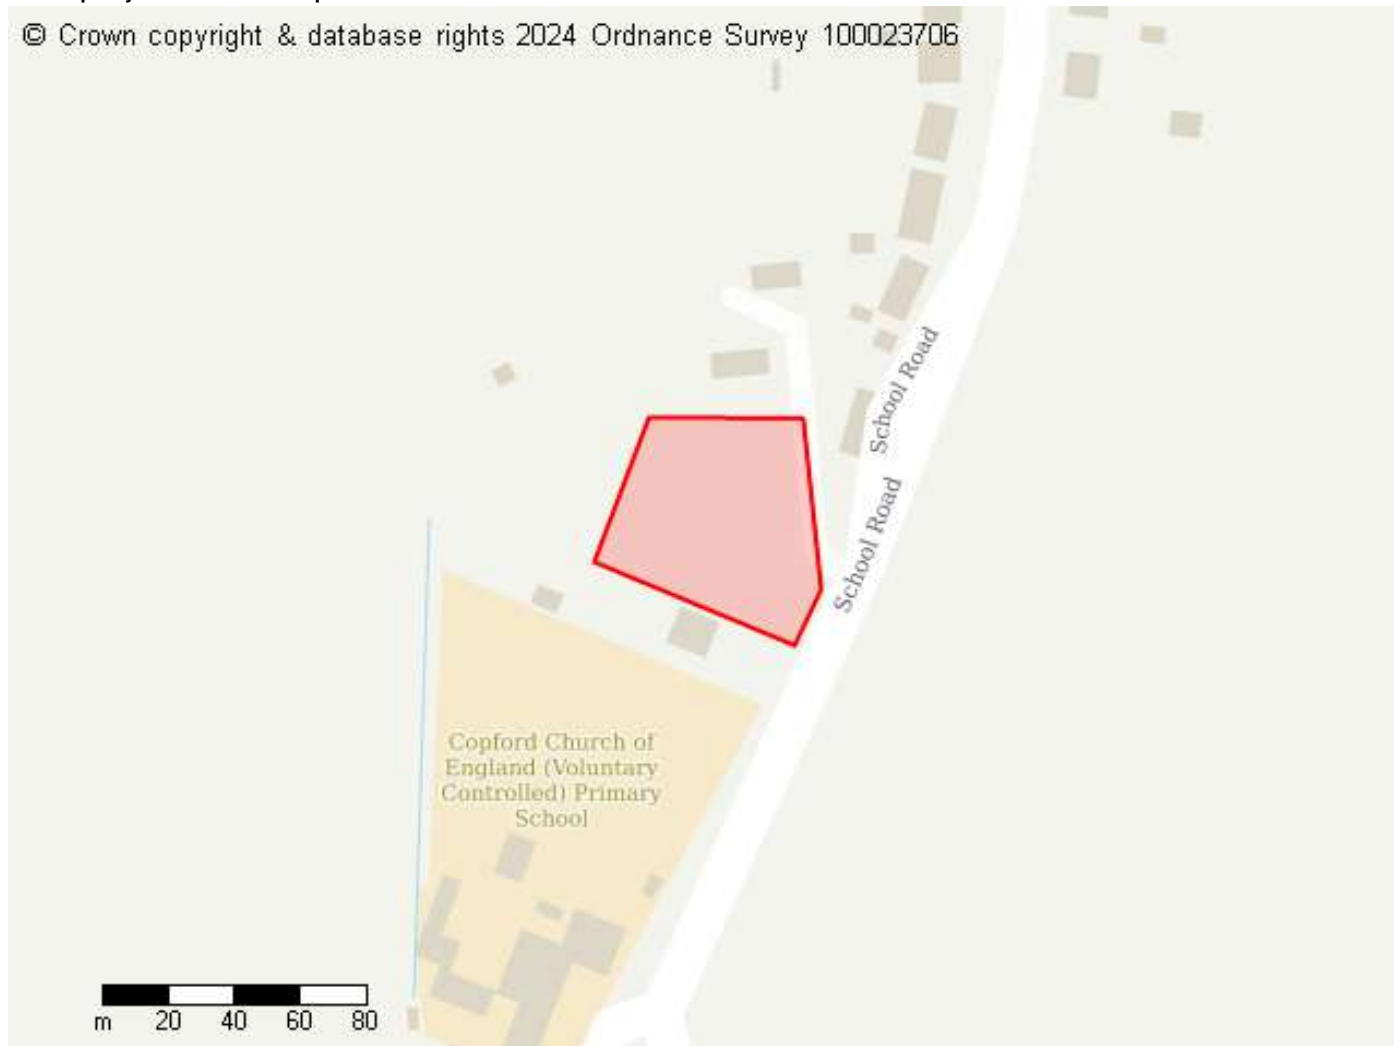 © Crown copyright & database rights 2024 Ordnance Survey 100023706
School Road
School Road
Copford Church of
England (Voluntary
Controlled) Primary
School
m 20 40 60 80